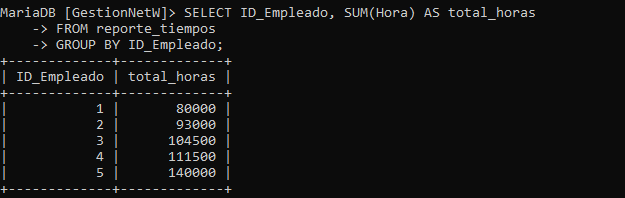 MariaDB [GestionNetW]> SELECT ID_Empleado, SUM(Hora) AS total_horas
    -> FROM reporte_tiempos
    -> GROUP BY ID_Empleado;
+-------------+-------------+
| ID_Empleado | total_horas |
+-------------+-------------+
|           1 |       80000 |
|           2 |       93000 |
|           3 |      104500 |
|           4 |      111500 |
|           5 |      140000 |
+-------------+-------------+